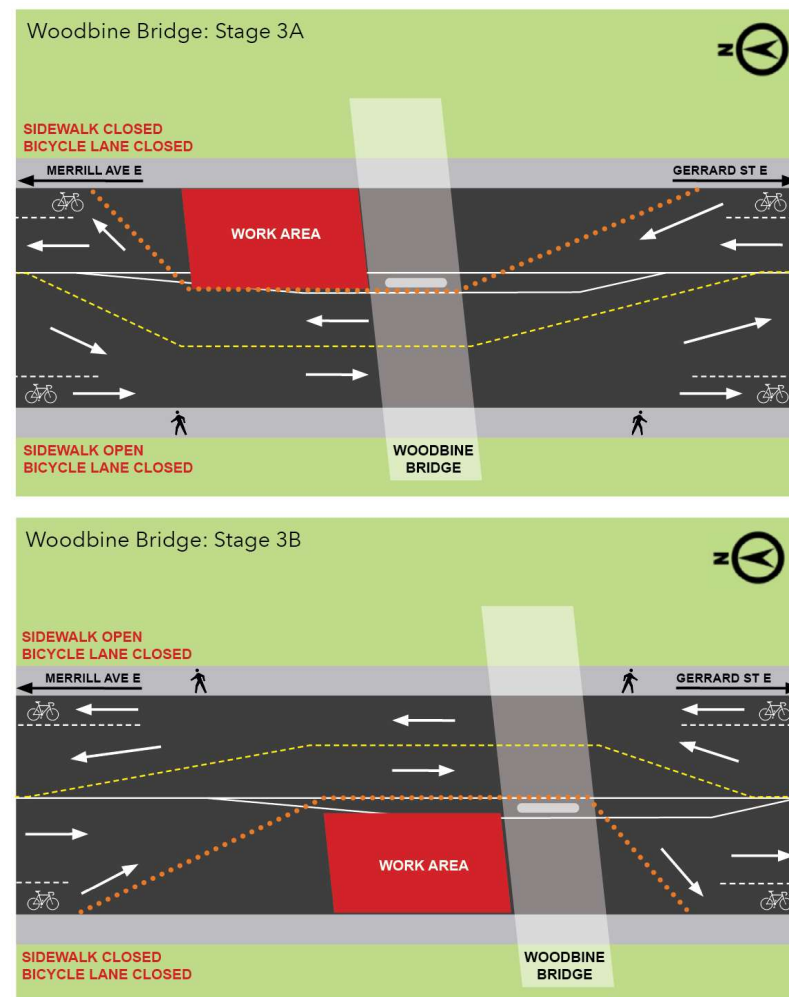 Woodbine Bridge: Stage 3A
N
SIDEWALK CLOSED
BICYCLE LANE CLOSED
MERRILL AVE E
GERRARD ST E
WORK AREA
SIDEWALK OPEN
BICYCLE LANE CLOSED
WOODBINE
BRIDGE
Woodbine Bridge: Stage 3B
N
SIDEWALK OPEN
BICYCLE LANE CLOSED
MERRILL AVE E
GERRARD ST E
WORK AREA
SIDEWALK CLOSED
BICYCLE LANE CLOSED
WOODBINE
BRIDGE